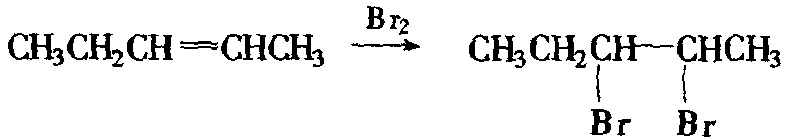 Br₂
CH₃CH₂CH=CHCH₃ → CH₃CH₂CH-CHCH₃
Br Br